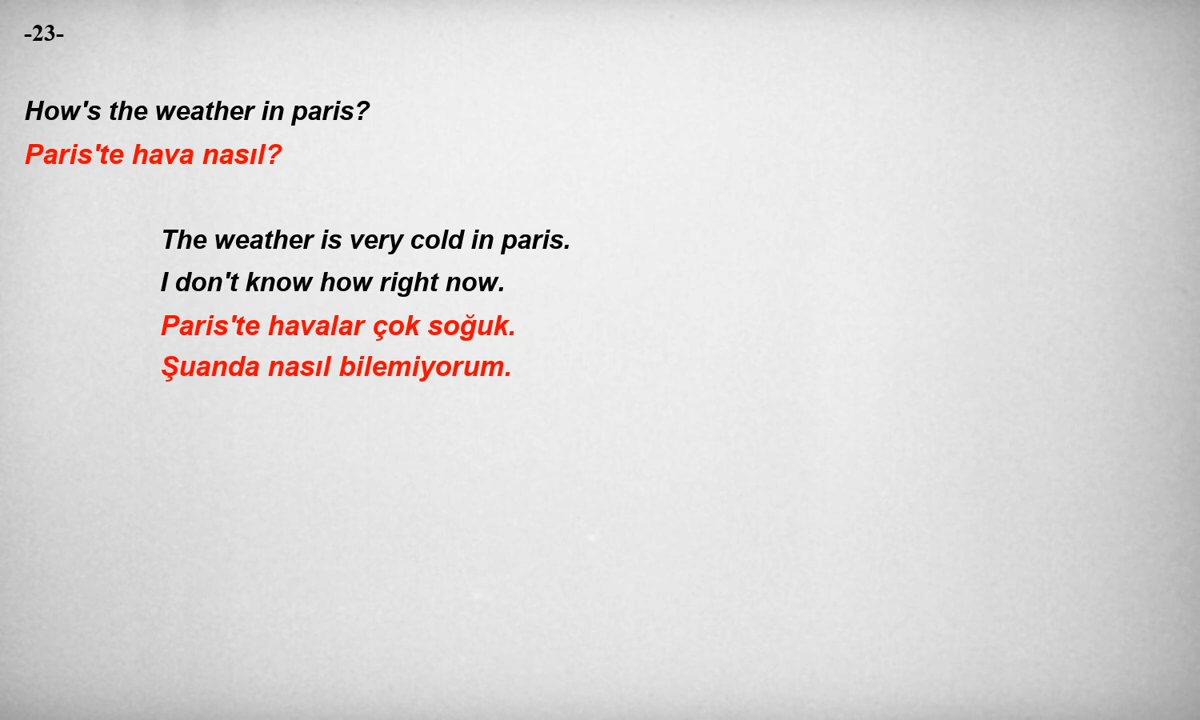 -23-
How's the weather in paris?
Paris'te hava nasıl?
The weather is very cold in paris.
I don't know how right now.
Paris'te havalar çok soğuk.
Şuanda nasıl bilemiyorum.